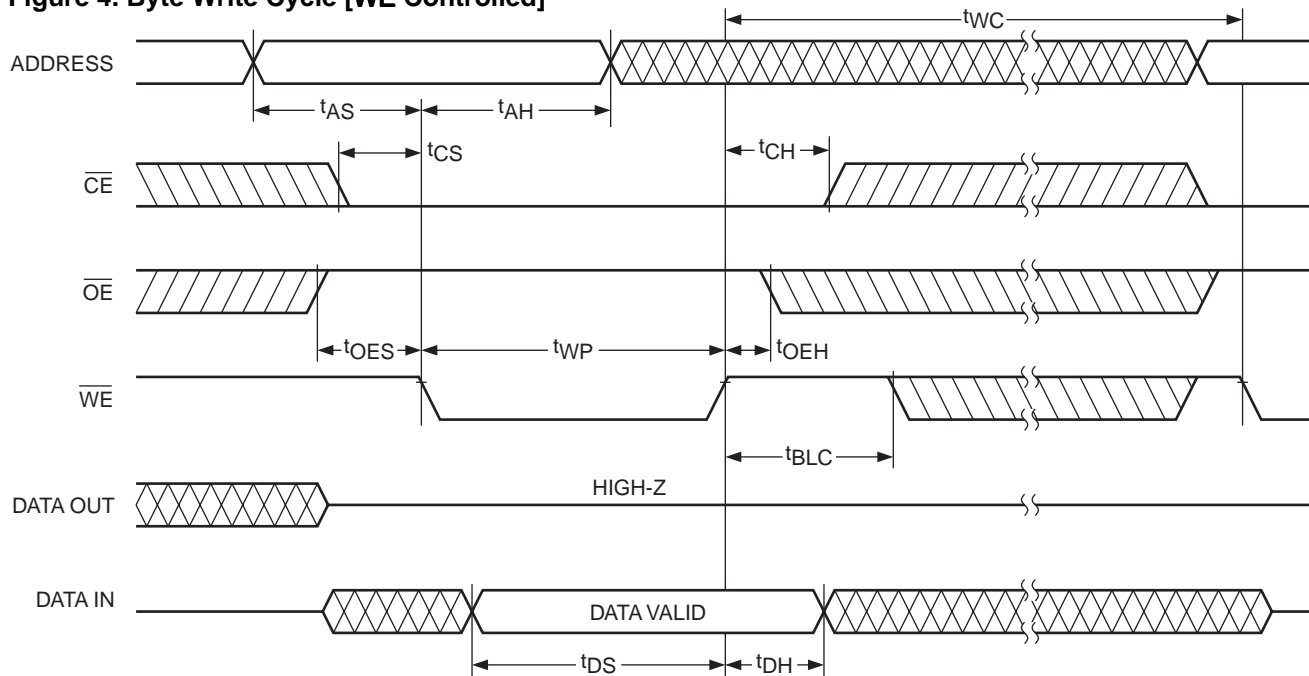 Figure 4. Byte Write Cycle [WE Controlled]
tWC
ADDRESS
tAS
tAH
tCS
tCH
CE
OE
tOES
tWP
tOEH
WE
tBLC
HIGH-Z
DATA OUT
DATA IN
DATA VALID
tDS
tDH